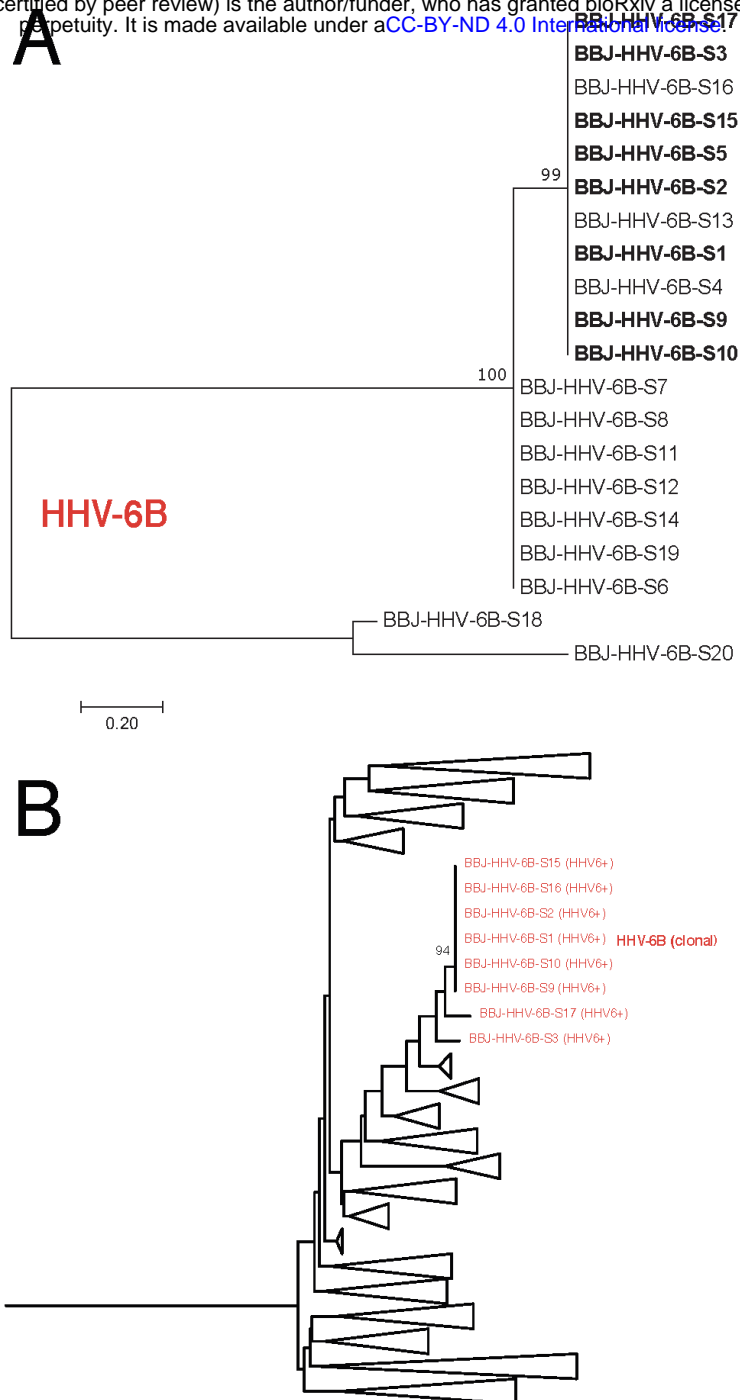 certified by peer review) is the author/funder, who has granted bioRxiv a license
perpetuity. It is made available under aCC-BY-ND 4.0 International license.
A
BBJ-HHV-6B-S17
BBJ-HHV-6B-S3
BBJ-HHV-6B-S16
BBJ-HHV-6B-S15
BBJ-HHV-6B-S5
99
BBJ-HHV-6B-S2
BBJ-HHV-6B-S13
BBJ-HHV-6B-S1
BBJ-HHV-6B-S4
BBJ-HHV-6B-S9
BBJ-HHV-6B-S10
100
BBJ-HHV-6B-S7
BBJ-HHV-6B-S8
BBJ-HHV-6B-S11
BBJ-HHV-6B-S12
HHV-6B
BBJ-HHV-6B-S14
BBJ-HHV-6B-S19
BBJ-HHV-6B-S6
BBJ-HHV-6B-S18
BBJ-HHV-6B-S20
0.20
B
BBJ-HHV-6B-S15 (HHV6+)
BBJ-HHV-6B-S16 (HHV6+)
BBJ-HHV-6B-S2 (HHV6+)
BBJ-HHV-6B-S1 (HHV6+) HHV-6B (clonal)
94
BBJ-HHV-6B-S10 (HHV6+)
BBJ-HHV-6B-S9 (HHV6+)
BBJ-HHV-6B-S17 (HHV6+)
BBJ-HHV-6B-S3 (HHV6+)